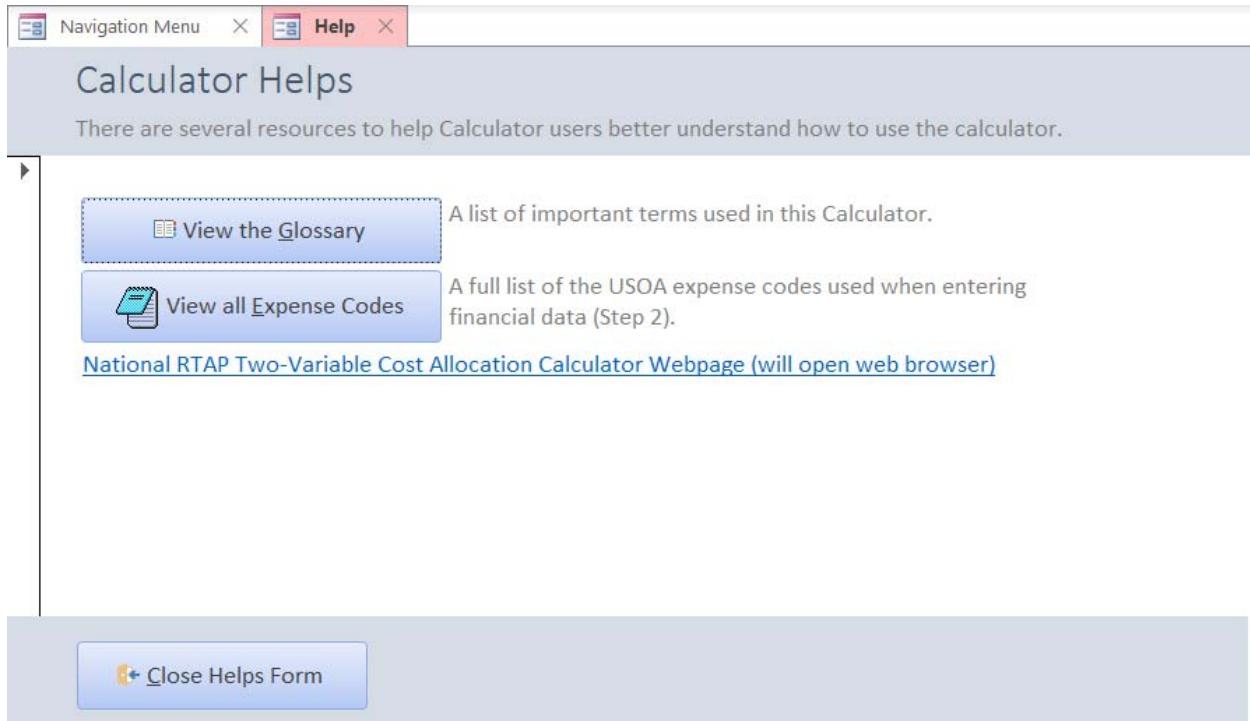 Navigation Menu
Help
Calculator Helps
There are several resources to help Calculator users better understand how to use the calculator.
View the Glossary
A list of important terms used in this Calculator.
View all Expense Codes
A full list of the USOA expense codes used when entering
financial data (Step 2).
National RTAP Two-Variable Cost Allocation Calculator Webpage (will open web browser)
Close Helps Form